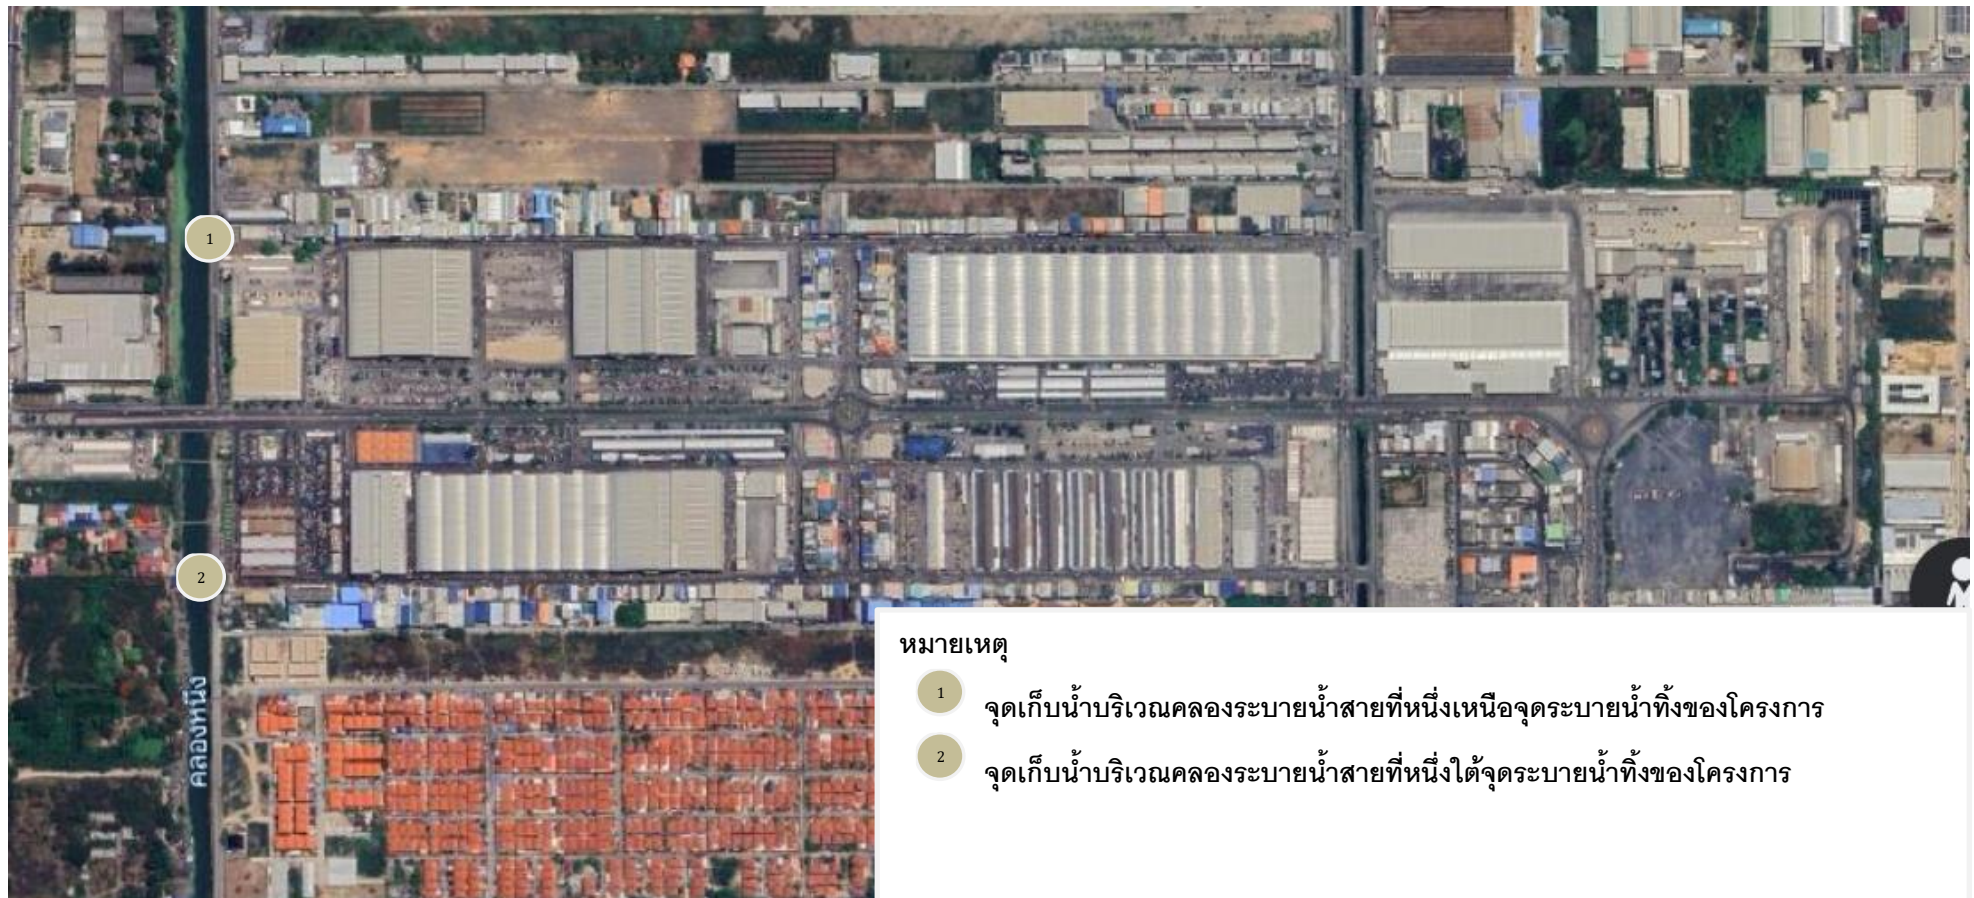 1
2
คลองหนึ่ง
หมายเหตุ
1
จุดเก็บน้ำบริเวณคลองระบายน้ำสายที่หนึ่งเหนือจุดระบายน้ำทิ้งของโครงการ
2
จุดเก็บน้ำบริเวณคลองระบายน้ำสายที่หนึ่งใต้จุดระบายน้ำทิ้งของโครงการ